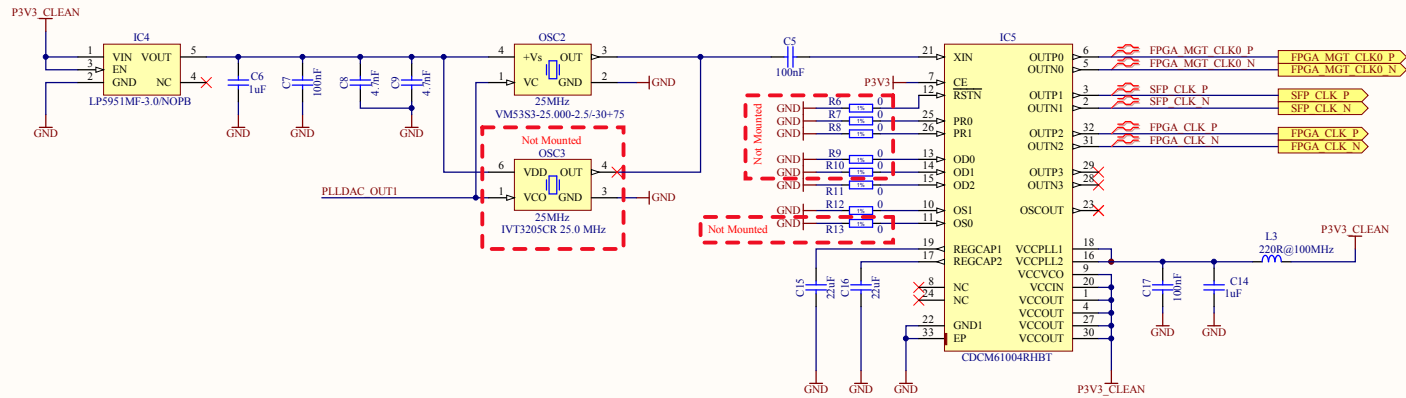 P3V3_CLEAN
IC4
1 VIN VOUT 5
3 EN
2 GND NC 4
LP5951MF-3.0/NOPB
GND
C6
1uF
GND
C7
100nF
GND
C8
4.7nF
C9
4.7nF
GND
OSC2
4 +Vs OUT 3
1 VC GND 2
GND
25MHz
VM53S3-25.000-2.5/-30+75
Not Mounted
OSC3
6 VDD OUT 4
1 VCO GND 3
GND
25MHz
IVT3205CR 25.0 MHz
PLLDAC_OUT1
C5
100nF
P3V3
Not Mounted
GND R6 1% 0
GND R7 1% 0
GND R8 1% 0
GND R9 1% 0
GND R10 1% 0
GND R11 1% 0
GND R12 1% 0
Not Mounted
GND R13 1% 0
C15
22uF
GND
C16
22uF
GND
GND
IC5
21 XIN
7 CE
12 RSTN
25 PR0
26 PR1
13 OD0
14 OD1
15 OD2
10 OS1
11 OS0
19 REGCAP1
17 REGCAP2
8 NC
24 NC
22 GND1
33 EP
OUTP0 6
OUTN0 5
OUTP1 3
OUTN1 2
OUTP2 32
OUTN2 31
OUTP3 29
OUTN3 28
OSCOUT 23
VCCPLL1 18
VCCPLL2 16
VCCVCO 9
VCCIN 20
VCCOUT 1
VCCOUT 4
VCCOUT 27
VCCOUT 30
CDCM61004RHBT
FPGA_MGT_CLK0_P FPGA_MGT_CLK0_P
FPGA_MGT_CLK0_N FPGA_MGT_CLK0_N
SFP_CLK_P SFP_CLK_P
SFP_CLK_N SFP_CLK_N
FPGA_CLK_P FPGA_CLK_P
FPGA_CLK_N FPGA_CLK_N
L3
220R@100MHz
P3V3_CLEAN
C17
100nF
GND
C14
1uF
GND
P3V3_CLEAN